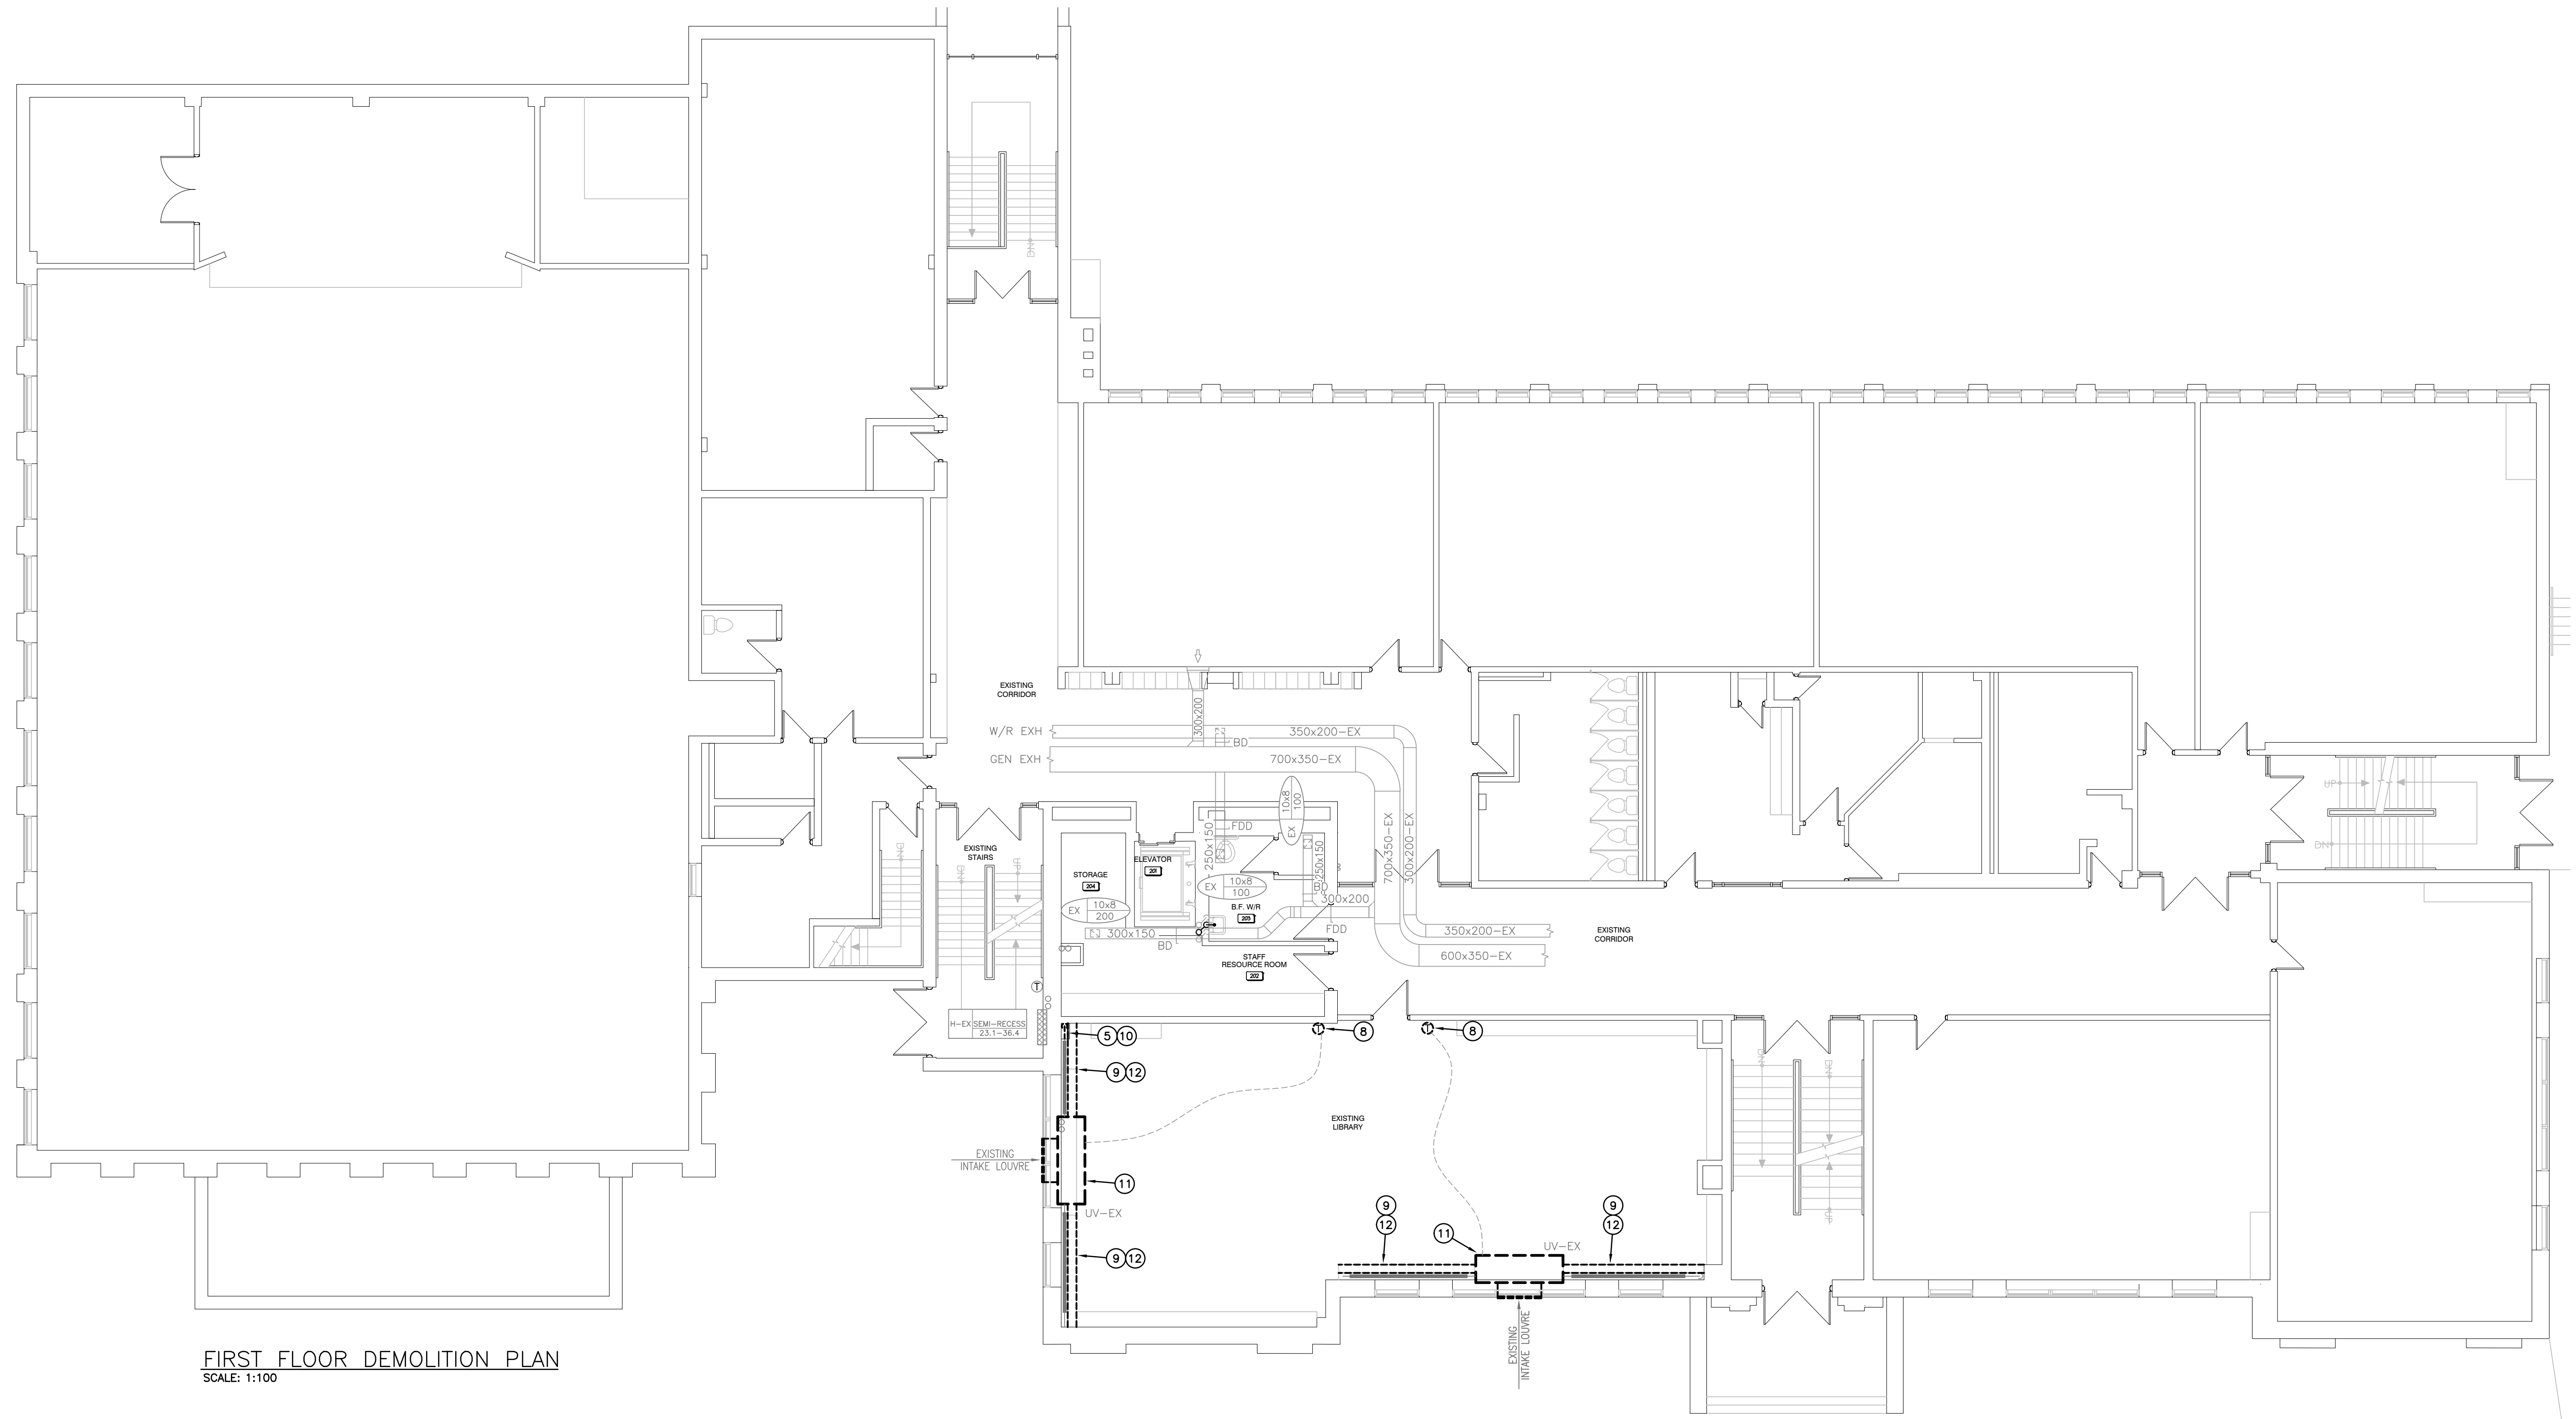 DN
EXISTING
CORRIDOR
300x200
W/R EXH
350x200-EX
BD
GEN EXH
700x350-EX
10x8
100
EX
UP
DN
DN
EXISTING
STAIRS
DN
UP
250x150
FDD
ELEVATOR
201
STORAGE
204
EX
10x8
100
250x150
BD
700x350-EX
300x200-EX
EX
10x8
200
B.F. W/R
203
300x200
300x150
BD
FDD
350x200-EX
EXISTING
CORRIDOR
600x350-EX
STAFF
RESOURCE ROOM
202
T
H-EX
SEMI-RECESS
23.1-36.4
5 10
T
8
T
8
9 12
DN
DN
EXISTING
LIBRARY
EXISTING
INTAKE LOUVRE
11
UV-EX
9
12
9
12
UP
11
UV-EX
9 12
EXISTING
INTAKE LOUVRE
FIRST FLOOR DEMOLITION PLAN
SCALE: 1:100